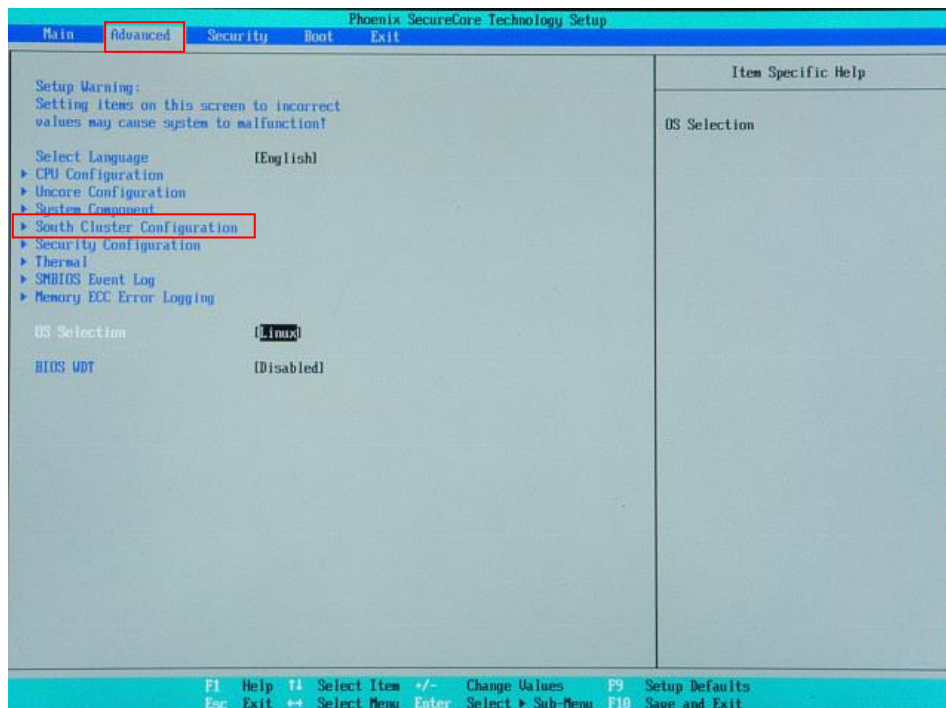 Phoenix SecureCore Technology Setup
Main Advanced Security Boot Exit
Item Specific Help
Setup Warning:
Setting items on this screen to incorrect
values may cause system to malfunction!
OS Selection
Select Language [English]
▶ CPU Configuration
▶ Uncore Configuration
▶ System Component
▶ South Cluster Configuration
▶ Security Configuration
▶ Thermal
▶ SMBIOS Event Log
▶ Memory ECC Error Logging
OS Selection [Linux]
BIOS WDT [Disabled]
F1 Help ↑↓ Select Item +/- Change Values F9 Setup Defaults
Esc Exit ↔ Select Menu Enter Select ▶ Sub-Menu F10 Save and Exit